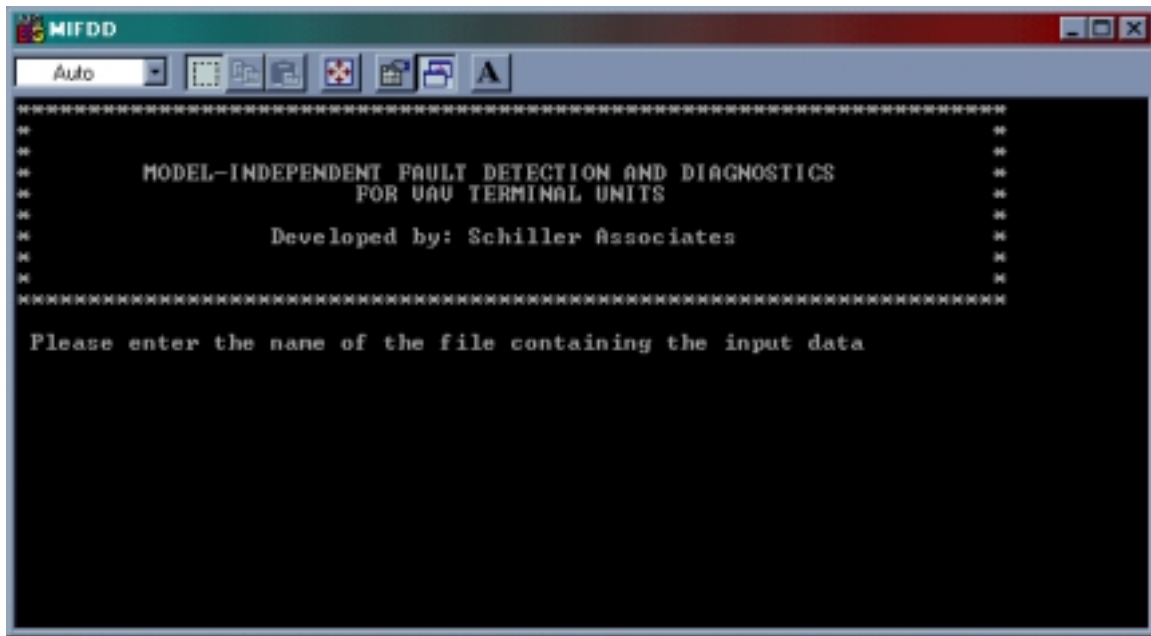 MIFDD
Auto
A
MODEL-INDEPENDENT FAULT DETECTION AND DIAGNOSTICS
FOR VAV TERMINAL UNITS
Developed by: Schiller Associates
Please enter the name of the file containing the input data